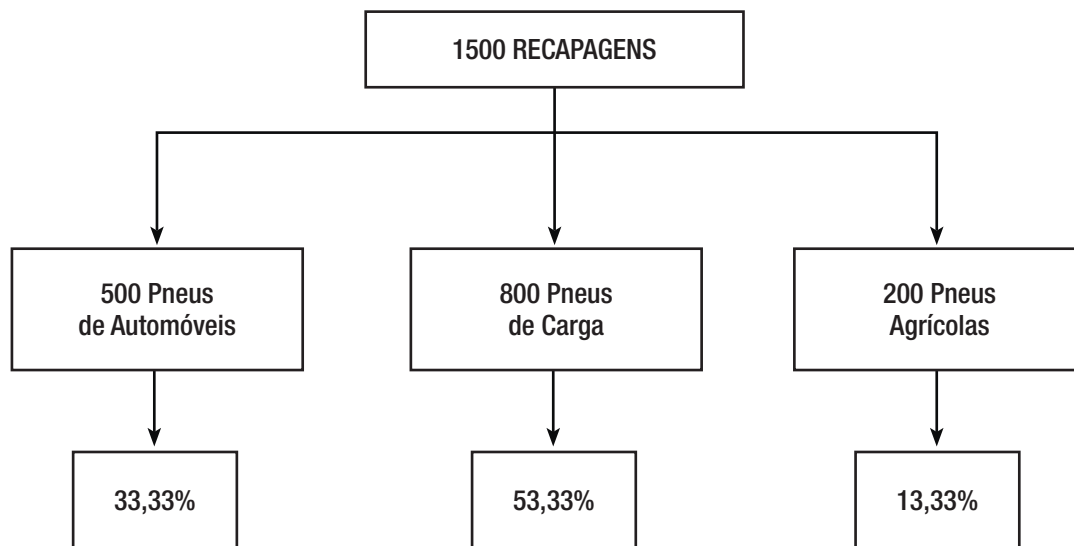 1500 RECAPAGENS
500 Pneus
de Automóveis
800 Pneus
de Carga
200 Pneus
Agrícolas
33,33%
53,33%
13,33%